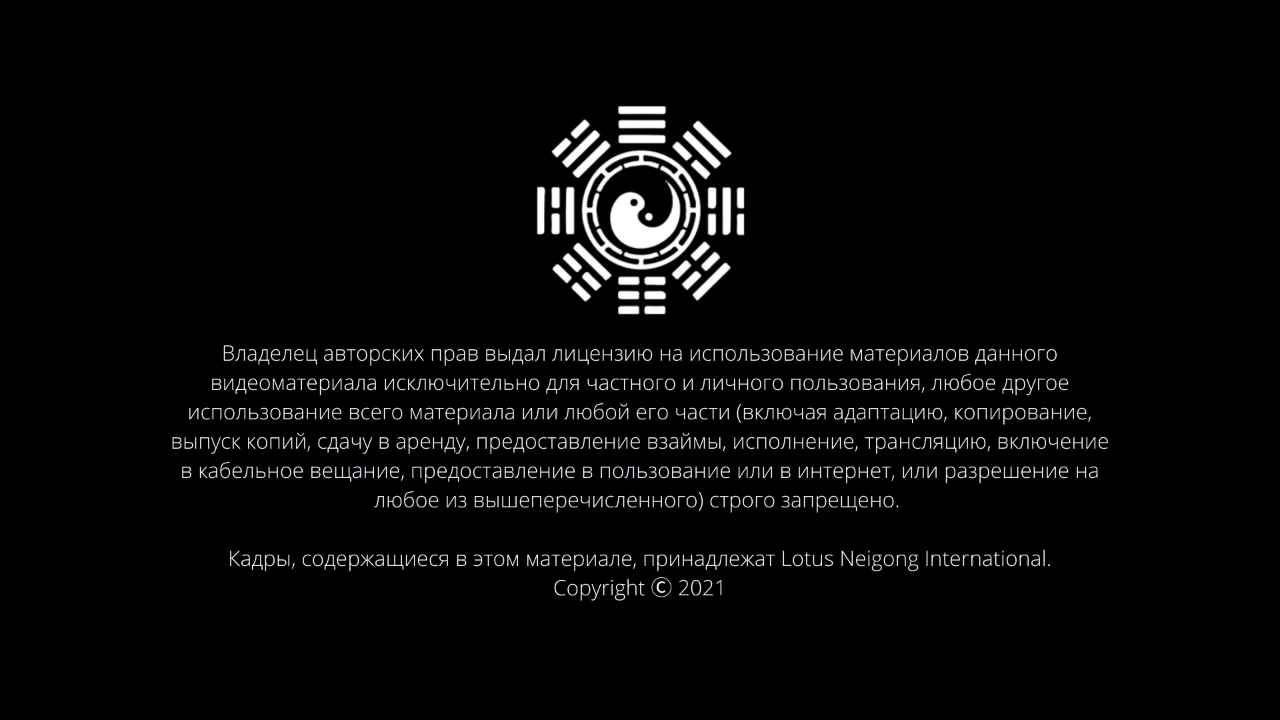 Владелец авторских прав выдал лицензию на использование материалов данного
видеоматериала исключительно для частного и личного пользования, любое другое
использование всего материала или любой его части (включая адаптацию, копирование,
выпуск копий, сдачу в аренду, предоставление взаймы, исполнение, трансляцию, включение
в кабельное вещание, предоставление в пользование или в интернет, или разрешение на
любое из вышеперечисленного) строго запрещено.
Кадры, содержащиеся в этом материале, принадлежат Lotus Neigong International.
Copyright © 2021